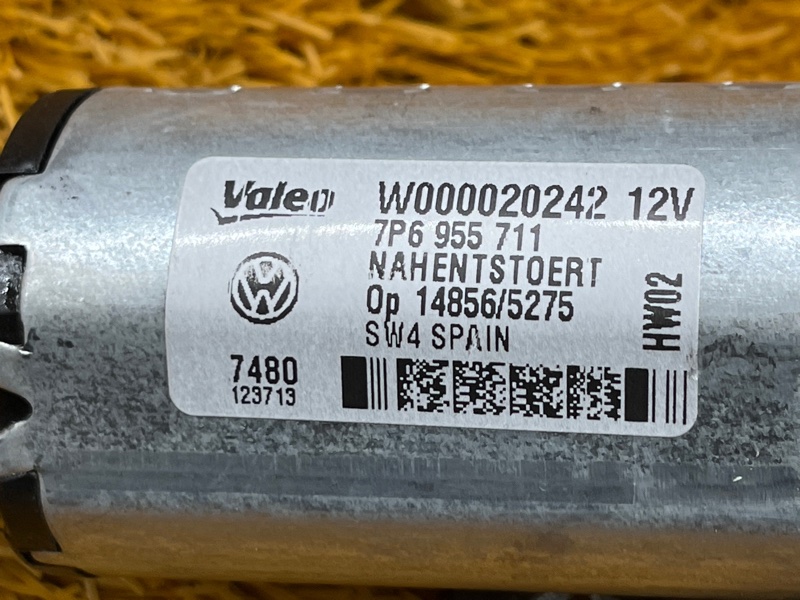 Valeo W000020242 12V
7P6 955 711
NAHENTSTOERT
Op 14856/5275
SW4 SPAIN
HW02
7480
123713